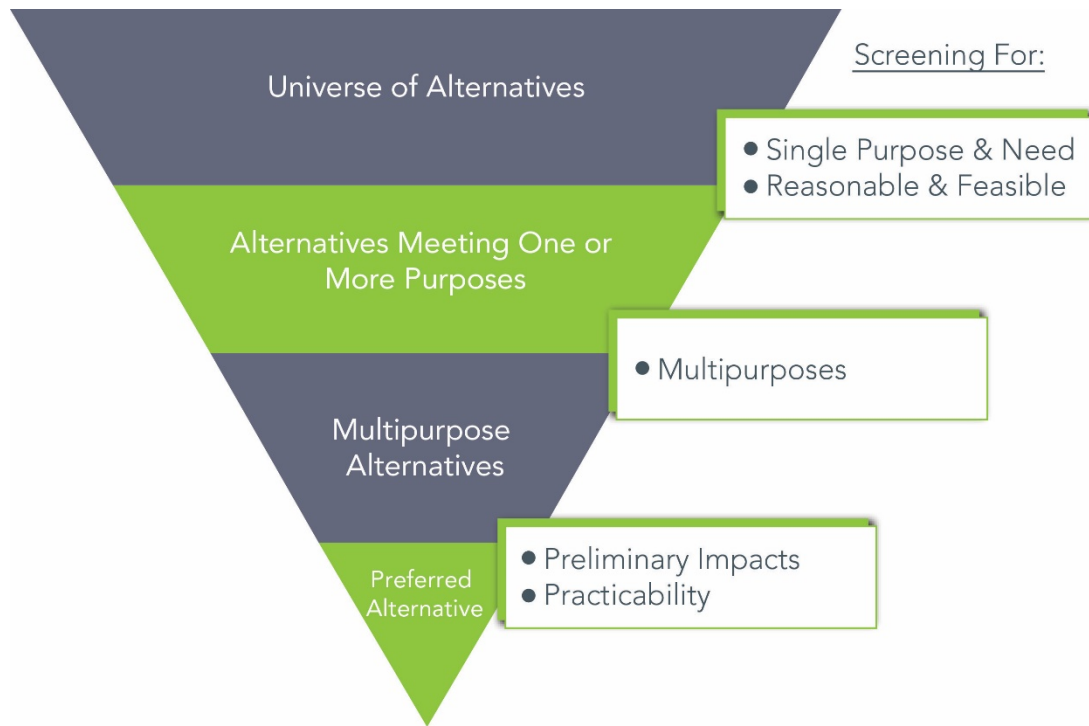 Screening For:
Universe of Alternatives
• Single Purpose & Need
• Reasonable & Feasible
Alternatives Meeting One or
More Purposes
• Multipurposes
Multipurpose
Alternatives
• Preliminary Impacts
• Practicability
Preferred
Alternative